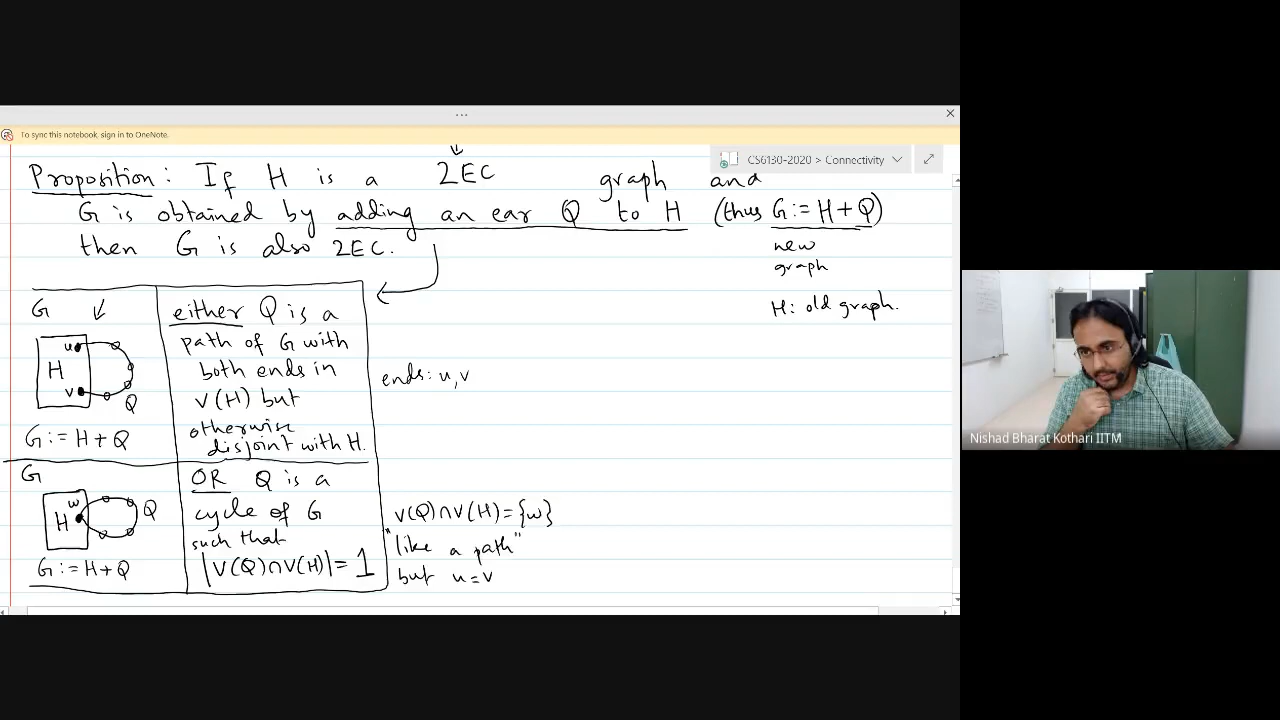 To sync this notebook, sign in to OneNote.
CS6130-2020 > Connectivity
Proposition: If H is a 2EC graph and
G is obtained by adding an ear Q to H (thus G := H + Q)
then G is also 2EC.
new
graph
H: old graph.
G
either Q is a
path of G with
both ends in
V(H) but
otherwise
disjoint with H.
u
H
v
Q
G := H + Q
ends: u, v
G
OR Q is a
cycle of G
such that
|V(Q)∩V(H)| = 1
w
H
Q
G := H + Q
V(Q)∩V(H) = {w}
"like a path"
but u = v
Nishad Bharat Kothari IITM